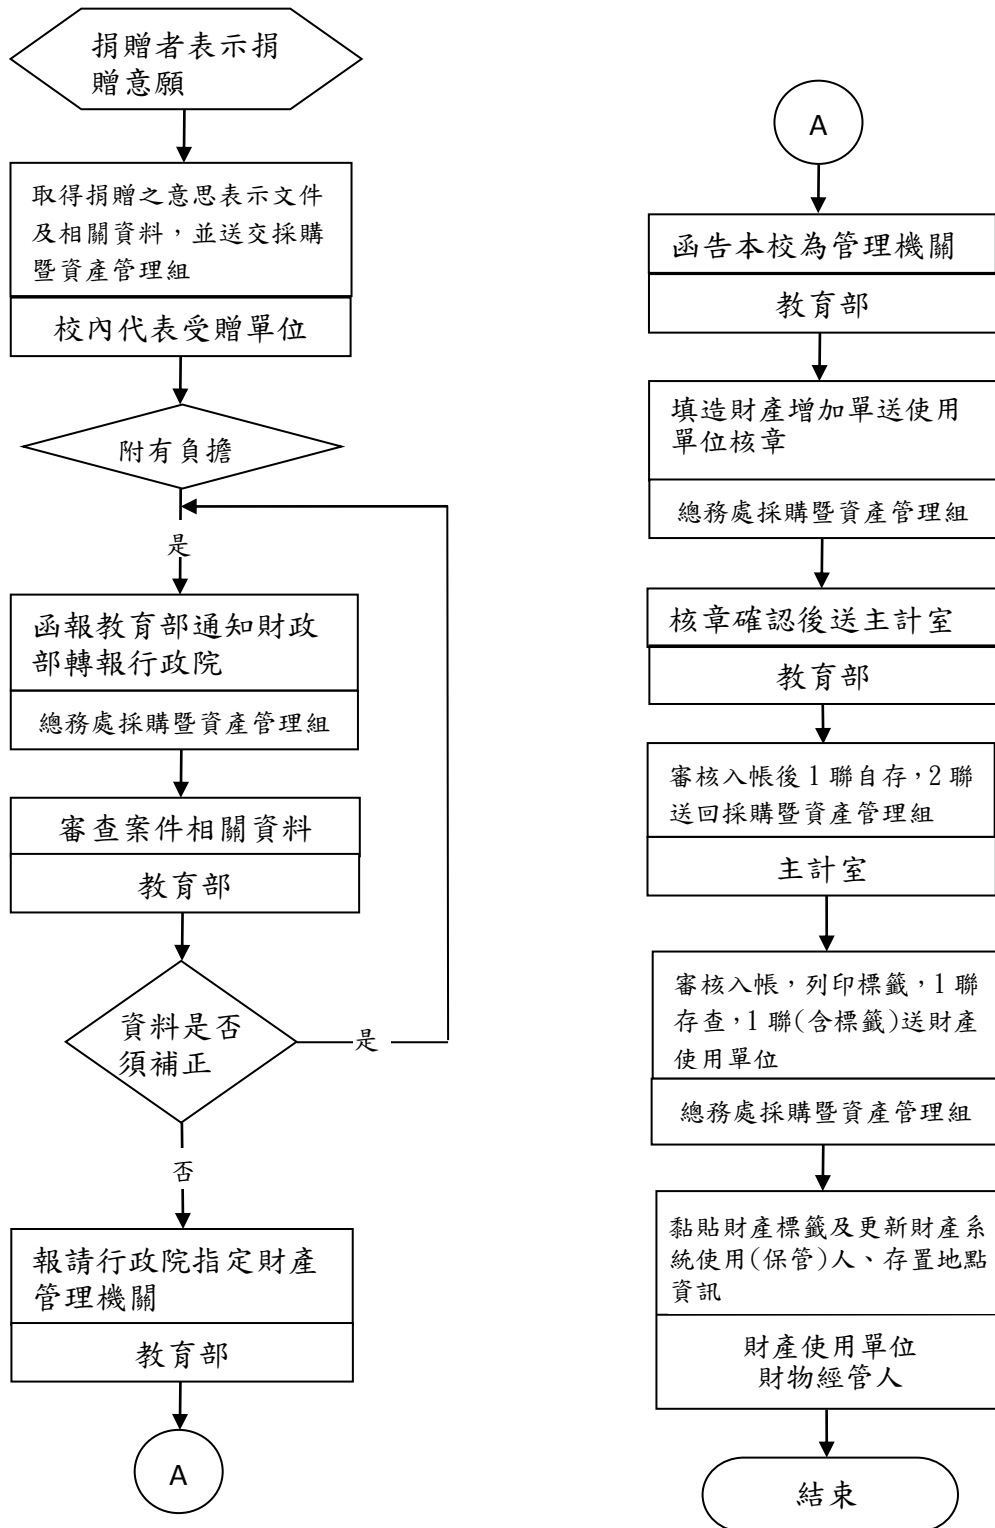 捐贈者表示捐
贈意願
取得捐贈之意思表示文件
及相關資料，並送交採購
暨資產管理組
校內代表受贈單位
附有負擔
是
函報教育部通知財政
部轉報行政院
總務處採購暨資產管理組
審查案件相關資料
教育部
資料是否
須補正
是
否
報請行政院指定財產
管理機關
教育部
A
A
函告本校為管理機關
教育部
填造財產增加單送使用
單位核章
總務處採購暨資產管理組
核章確認後送主計室
教育部
審核入帳後 1 聯自存，2 聯
送回採購暨資產管理組
主計室
審核入帳，列印標籤，1 聯
存查，1 聯(含標籤)送財產
使用單位
總務處採購暨資產管理組
黏貼財產標籤及更新財產系
統使用(保管)人、存置地點
資訊
財產使用單位
財物經管人
結束